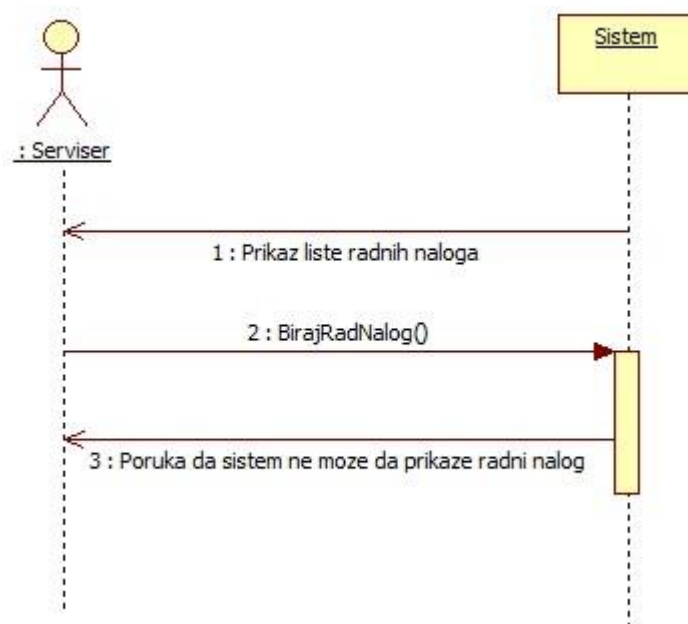 Sistem
: Serviser
1 : Prikaz liste radnih naloga
2 : BirajRadNalog()
3 : Poruka da sistem ne moze da prikaze radni nalog